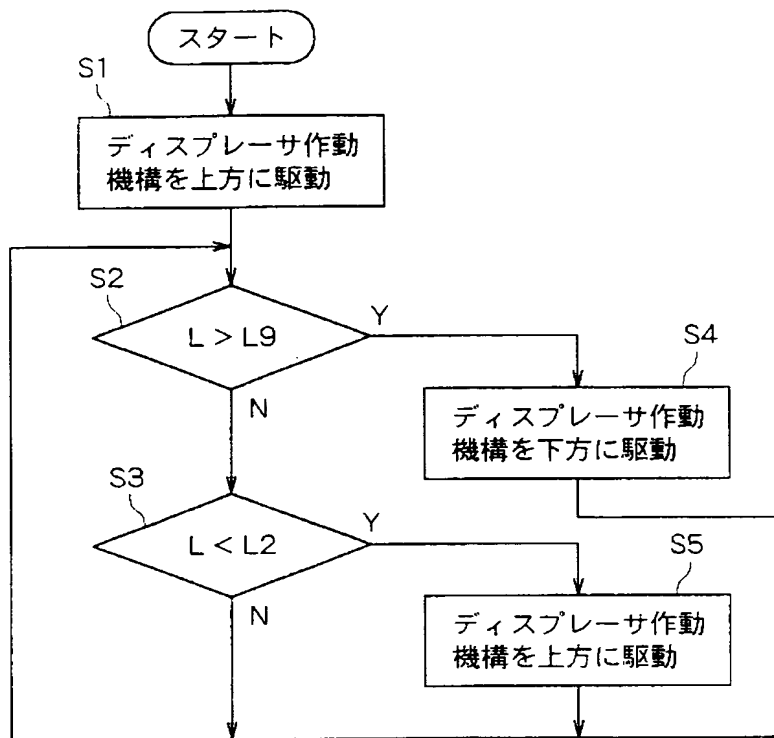 スタート
S1
ディスプレーサ作動
機構を上方に駆動
S2
L > L9
Y
N
S4
ディスプレーサ作動
機構を下方に駆動
S3
L < L2
Y
N
S5
ディスプレーサ作動
機構を上方に駆動